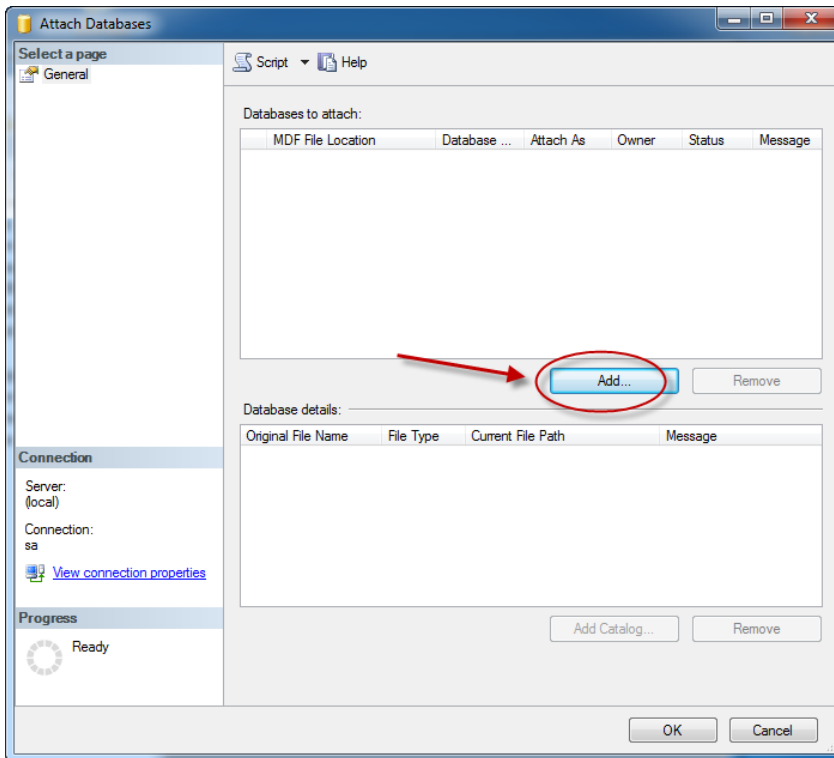 Attach Databases
Select a page
General
Script Help
Databases to attach:
MDF File Location Database ... Attach As Owner Status Message
Add... Remove
Database details:
Original File Name File Type Current File Path Message
Connection
Server:
(local)
Connection:
sa
View connection properties
Progress
Ready
Add Catalog... Remove
OK Cancel